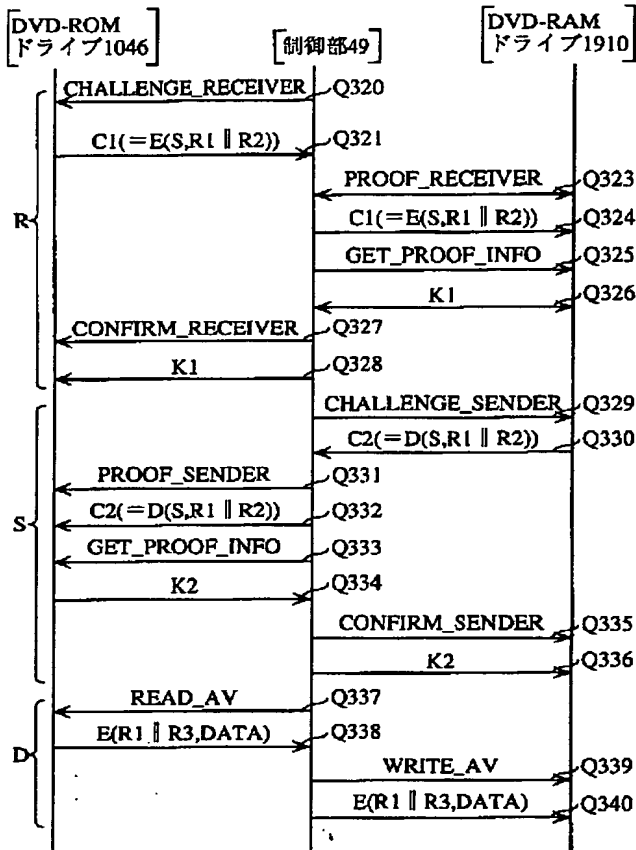 DVD-ROM
ドライブ1046
制御部49
DVD-RAM
ドライブ1910
CHALLENGE_RECEIVER
Q320
C1(=E(S,R1 ∥ R2))
Q321
PROOF_RECEIVER
Q323
C1(=E(S,R1 ∥ R2))
Q324
GET_PROOF_INFO
Q325
K1
Q326
R
CONFIRM_RECEIVER
Q327
K1
Q328
CHALLENGE_SENDER
Q329
C2(=D(S,R1 ∥ R2))
Q330
PROOF_SENDER
Q331
C2(=D(S,R1 ∥ R2))
Q332
S
GET_PROOF_INFO
Q333
K2
Q334
CONFIRM_SENDER
Q335
K2
Q336
READ_AV
Q337
E(R1 ∥ R3,DATA)
Q338
D
WRITE_AV
Q339
E(R1 ∥ R3,DATA)
Q340